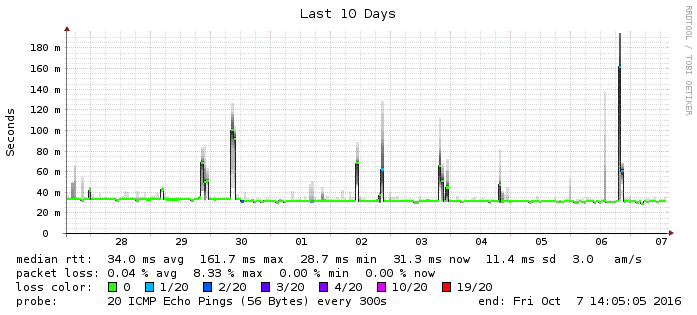 Last 10 Days
RRDTOOL / TOBI OETIKER
Seconds
180 m
160 m
140 m
120 m
100 m
80 m
60 m
40 m
20 m
0
28 29 30 01 02 03 04 05 06 07
median rtt: 34.0 ms avg 161.7 ms max 28.7 ms min 31.3 ms now 11.4 ms sd 3.0 am/s
packet loss: 0.04 % avg 8.33 % max 0.00 % min 0.00 % now
loss color: 0 1/20 2/20 3/20 4/20 10/20 19/20
probe: 20 ICMP Echo Pings (56 Bytes) every 300s end: Fri Oct 7 14:05:05 2016